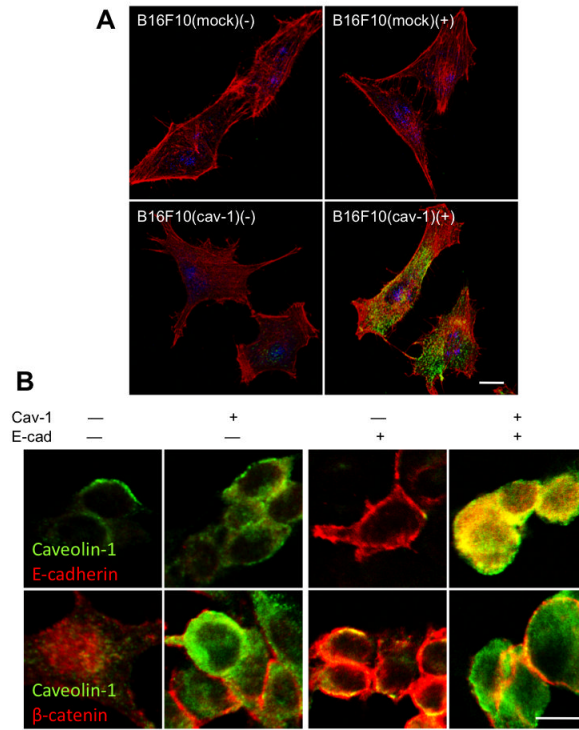 A
B16F10(mock)(-)
B16F10(mock)(+)
B16F10(cav-1)(-)
B16F10(cav-1)(+)
B
Cav-1 — + — +
E-cad — — + +
Caveolin-1
E-cadherin
Caveolin-1
β-catenin